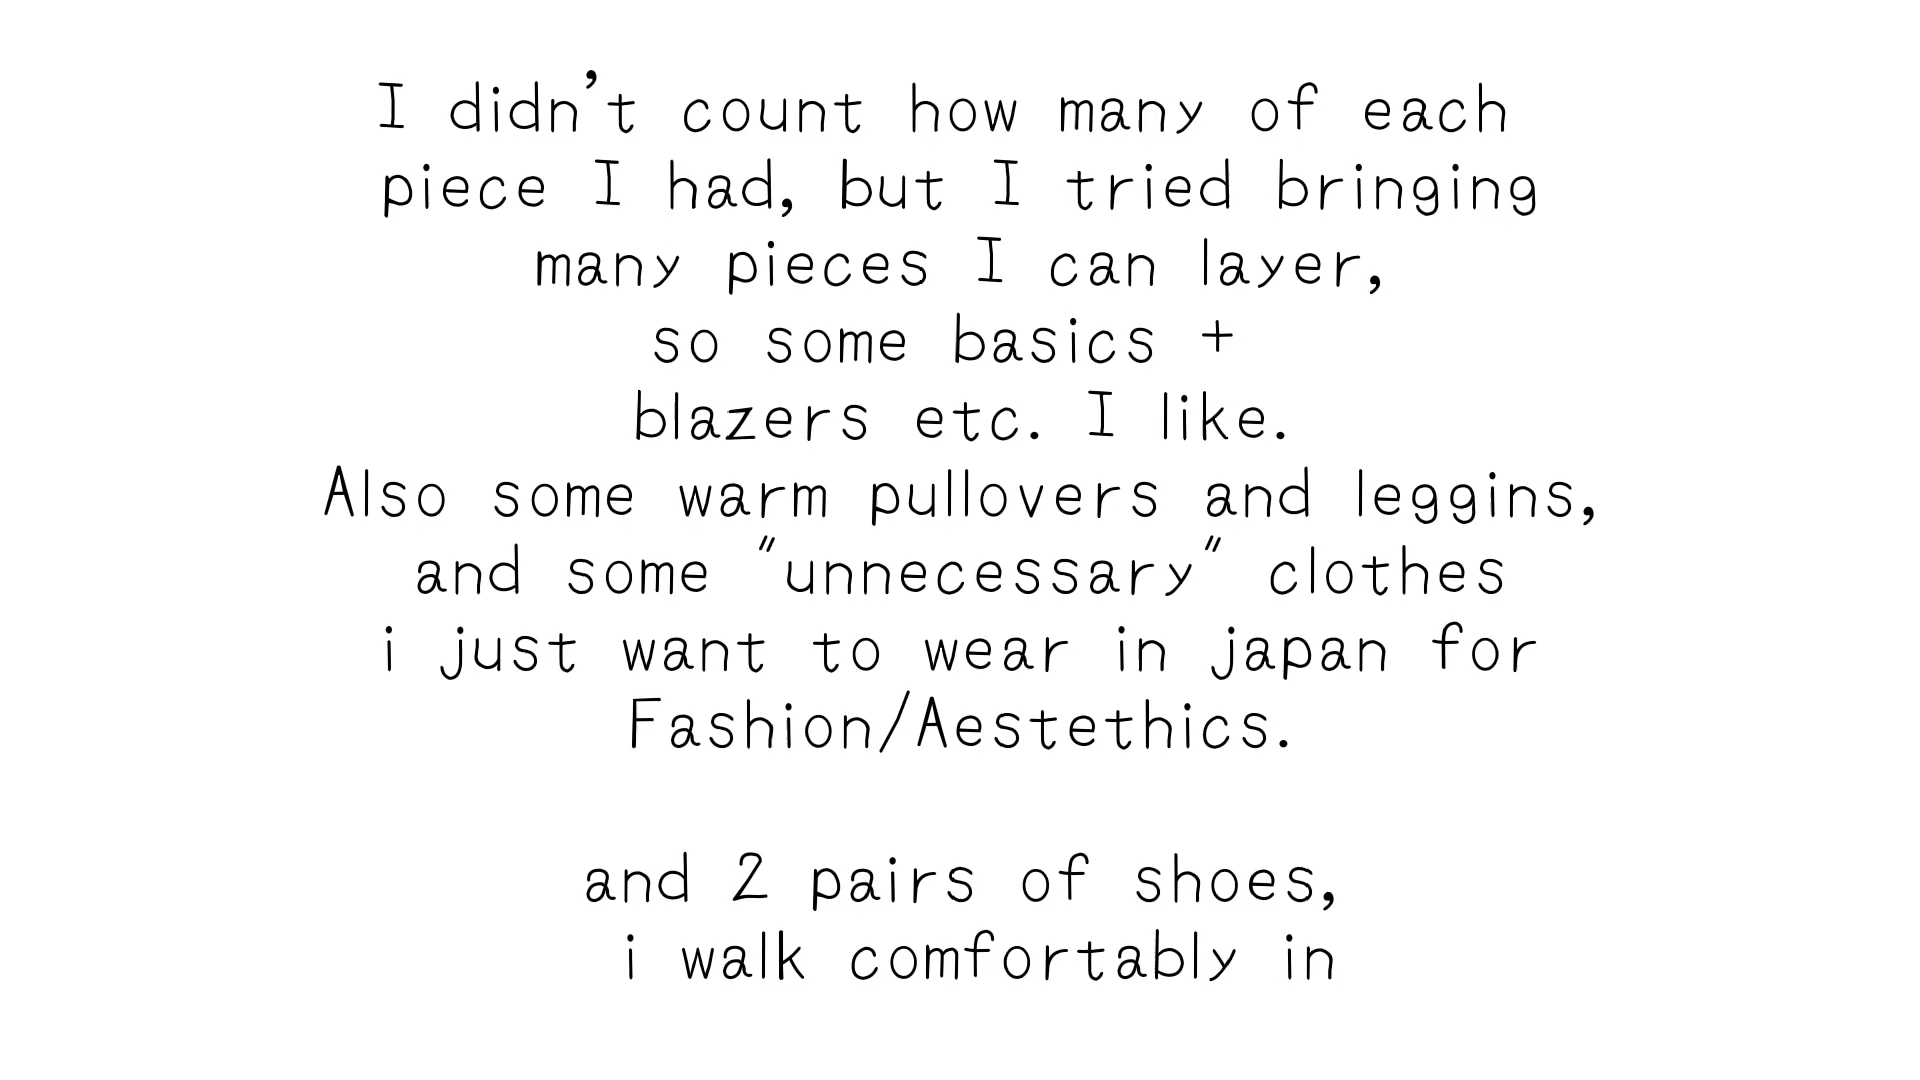 I didn't count how many of each
piece I had, but I tried bringing
many pieces I can layer,
so some basics +
blazers etc. I like.
Also some warm pullovers and leggins,
and some "unnecessary" clothes
i just want to wear in japan for
Fashion/Aestethics.
and 2 pairs of shoes,
i walk comfortably in